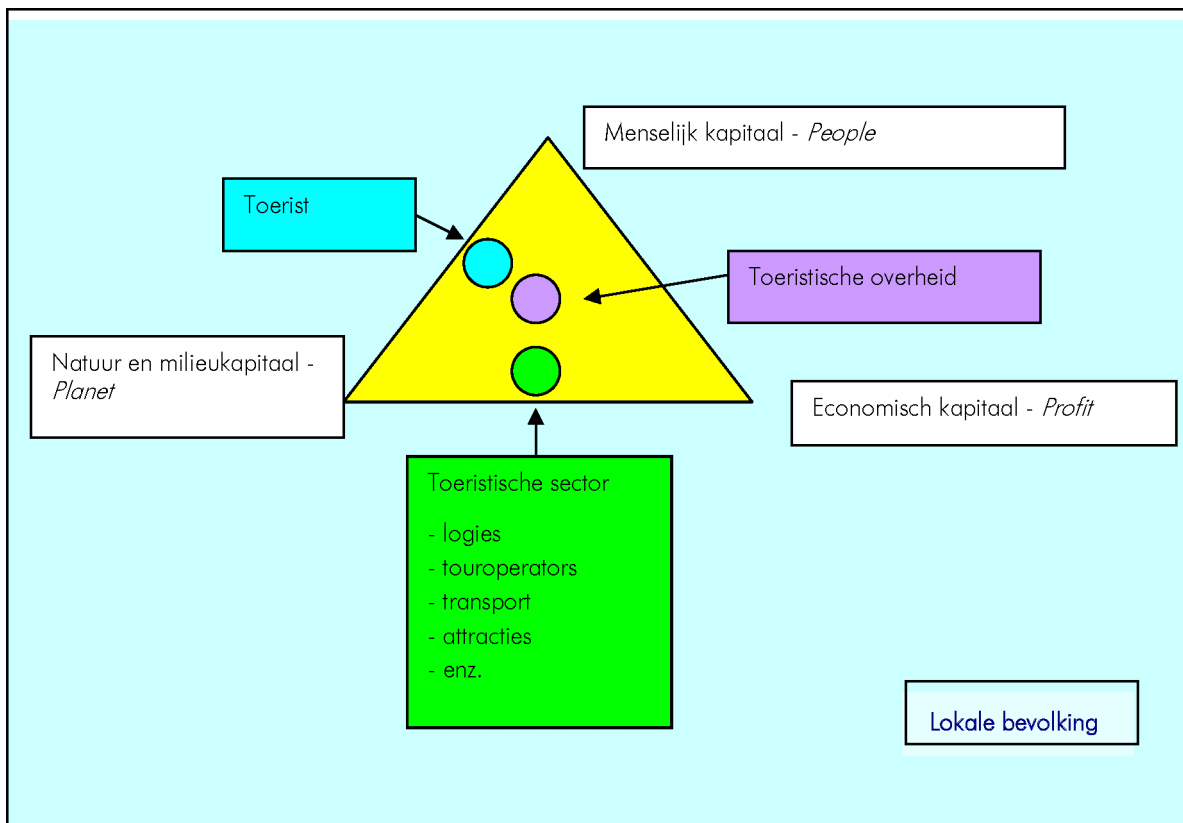 Menselijk kapitaal - People
Toerist
Toeristische overheid
Natuur en milieukapitaal -
Planet
Economisch kapitaal - Profit
Toeristische sector
- logies
- touroperators
- transport
- attracties
- enz.
Lokale bevolking